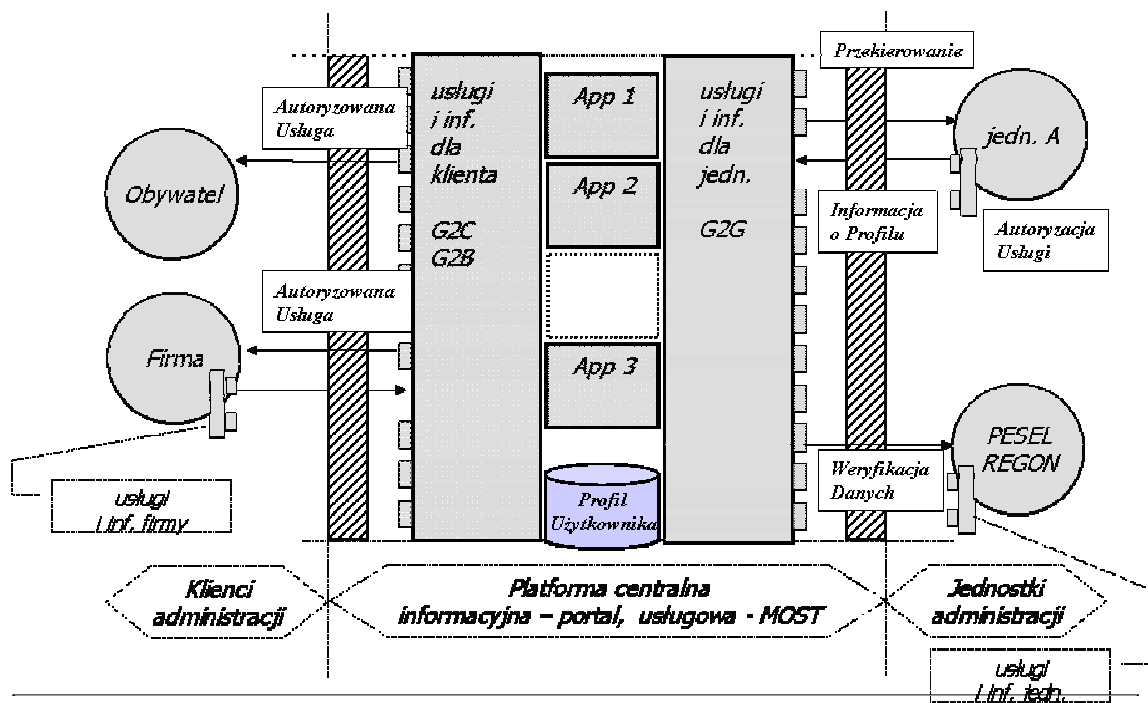 Przekierowanie
Autoryzowana
Usługa
usługi
i inf.
dla
klienta
G2C
G2B
App 1
App 2
App 3
usługi
i inf.
dla
jedn.
G2G
jedn. A
Obywatel
Informacja
o Profilu
Autoryzacja
Usługi
Autoryzowana
Usługa
Firma
PESEL
REGON
Weryfikacja
Danych
Profil
Użytkownika
usługi
i inf. firmy
Klienci
administracji
Platforma centralna
informacyjna – portal, usługowa - MOST
Jednostki
administracji
usługi
i inf. jedn.